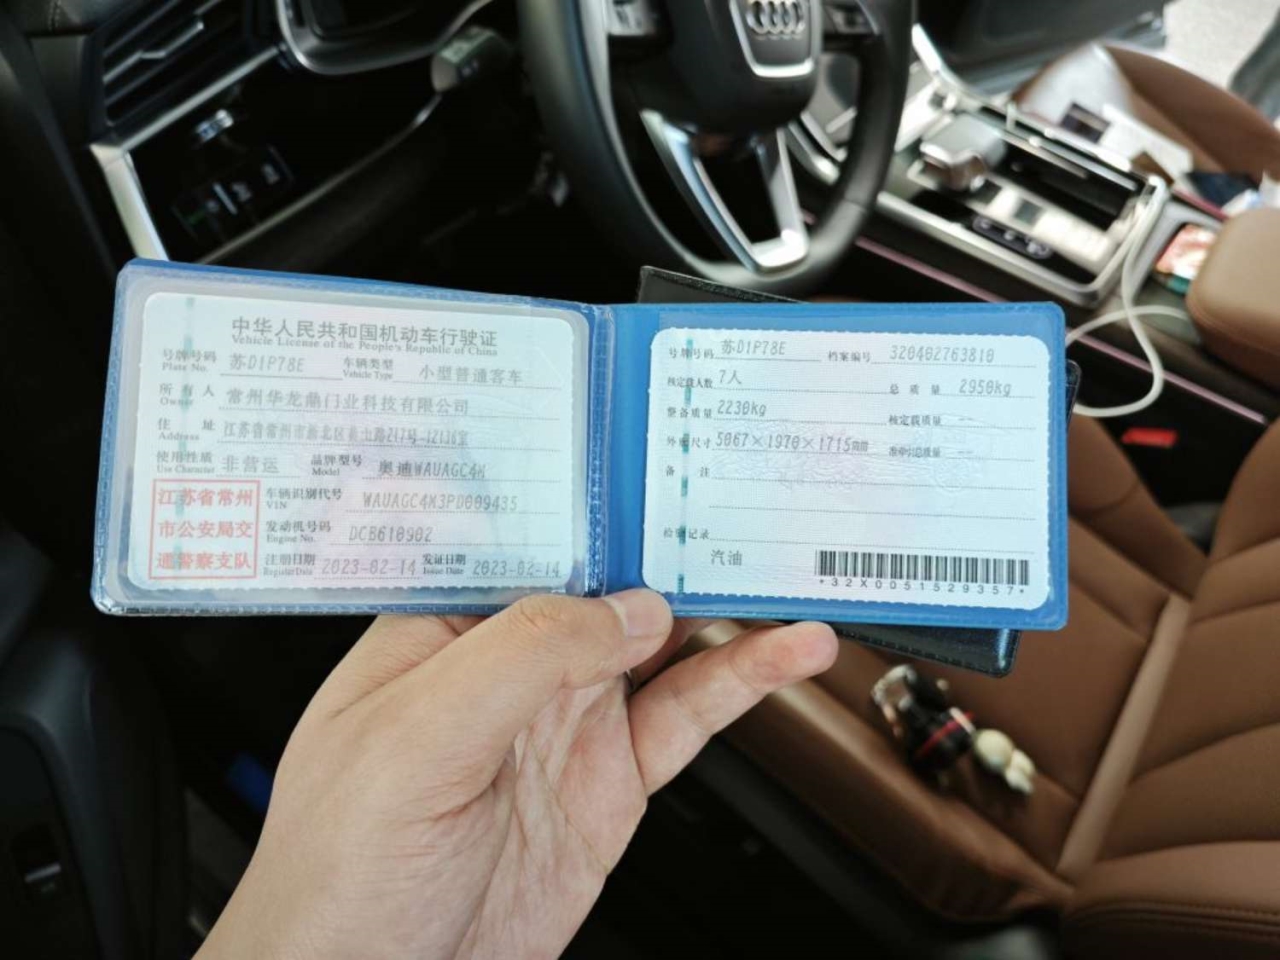 中华人民共和国机动车行驶证
Vehicle License of the People's Republic of China
号牌号码 苏D1P78E 车辆类型 小型普通客车
Plate No. Vehicle Type
所有人 常州华龙鼎门业科技有限公司
Owner
住址 江苏省常州市新北区
Address
使用性质 非营运 品牌型号 奥迪WAUAGC4M
Use Character Model
江苏省常州
市公安局交
通警察支队
车辆识别代号 WAUAGC4M3PD009435
VIN
发动机号码 DCB610902
Engine No.
注册日期 2023-02-14 发证日期 2023-02-14
Register Date Issue Date
号牌号码 苏D1P78E 档案编号 320402763810
核定载人数 7人 总质量 2950kg
整备质量 2230kg 核定载质量 --
外廓尺寸 5067×1970×1715mm 准牵引总质量 --
备注
检验记录
汽油
*32X0051529357*